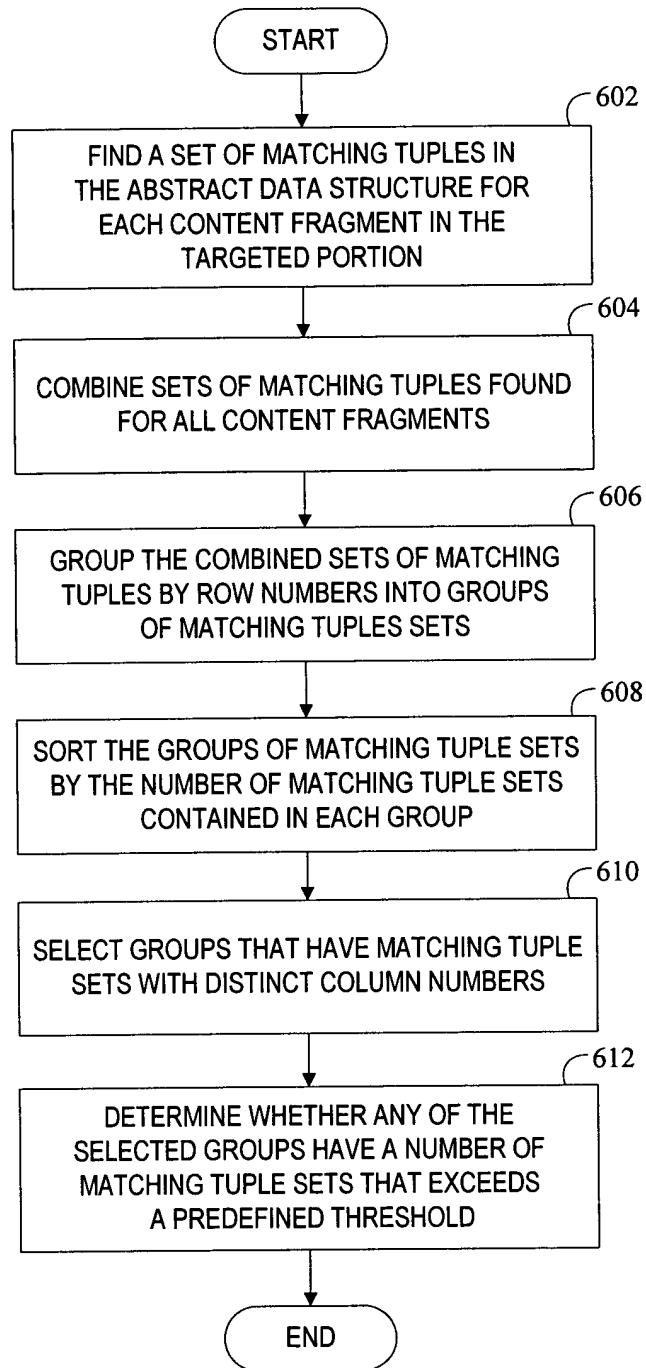 START
602
FIND A SET OF MATCHING TUPLES IN
THE ABSTRACT DATA STRUCTURE FOR
EACH CONTENT FRAGMENT IN THE
TARGETED PORTION
604
COMBINE SETS OF MATCHING TUPLES FOUND
FOR ALL CONTENT FRAGMENTS
606
GROUP THE COMBINED SETS OF MATCHING
TUPLES BY ROW NUMBERS INTO GROUPS
OF MATCHING TUPLES SETS
608
SORT THE GROUPS OF MATCHING TUPLE SETS
BY THE NUMBER OF MATCHING TUPLE SETS
CONTAINED IN EACH GROUP
610
SELECT GROUPS THAT HAVE MATCHING TUPLE
SETS WITH DISTINCT COLUMN NUMBERS
612
DETERMINE WHETHER ANY OF THE
SELECTED GROUPS HAVE A NUMBER OF
MATCHING TUPLE SETS THAT EXCEEDS
A PREDEFINED THRESHOLD
END